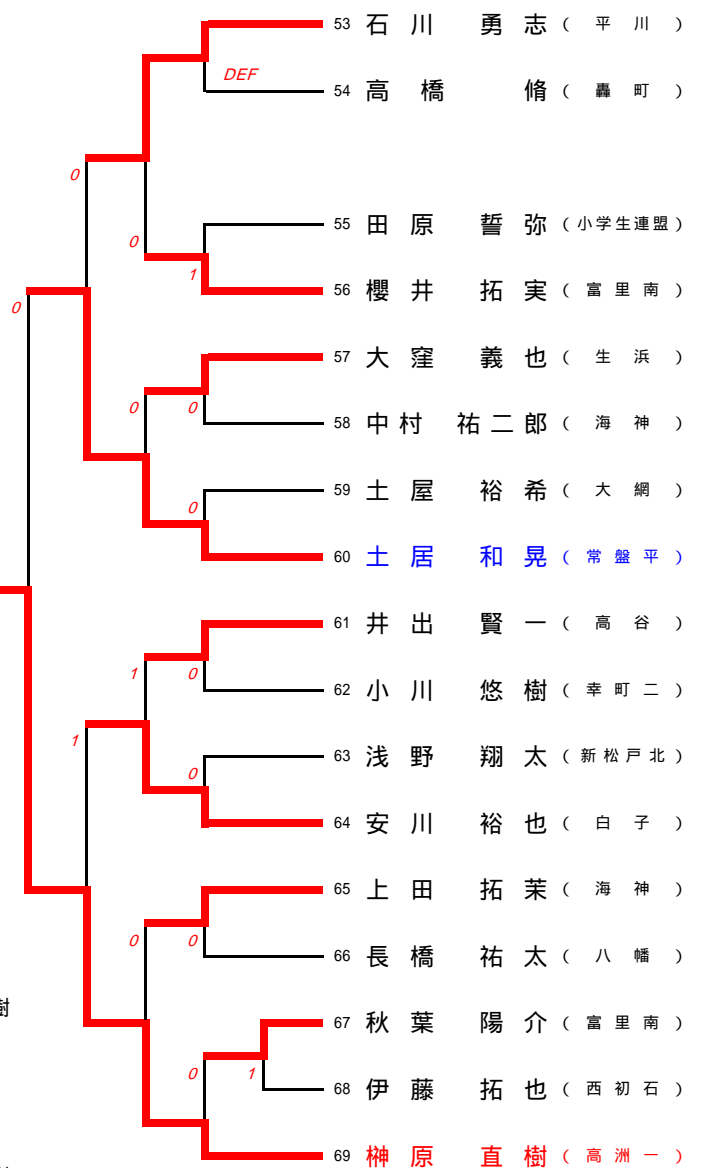 53 石川 勇志 ( 平川 )
DEF
54 高橋 脩 ( 轟町 )
0
55 田原 誓弥 ( 小学生連盟 )
0
1
56 櫻井 拓実 ( 富里南 )
0
57 大窪 義也 ( 生浜 )
0 0
58 中村 祐二郎 ( 海神 )
59 土屋 裕希 ( 大網 )
0
60 土居 和晃 ( 常盤平 )
61 井出 賢一 ( 高谷 )
1 0
62 小川 悠樹 ( 幸町二 )
1
63 浅野 翔太 ( 新松戸北 )
0
64 安川 裕也 ( 白子 )
65 上田 拓茉 ( 海神 )
0 0
66 長橋 祐太 ( 八幡 )
樹
67 秋葉 陽介 ( 富里南 )
0 1
68 伊藤 拓也 ( 西初石 )
69 榊原 直樹 ( 高洲一 )